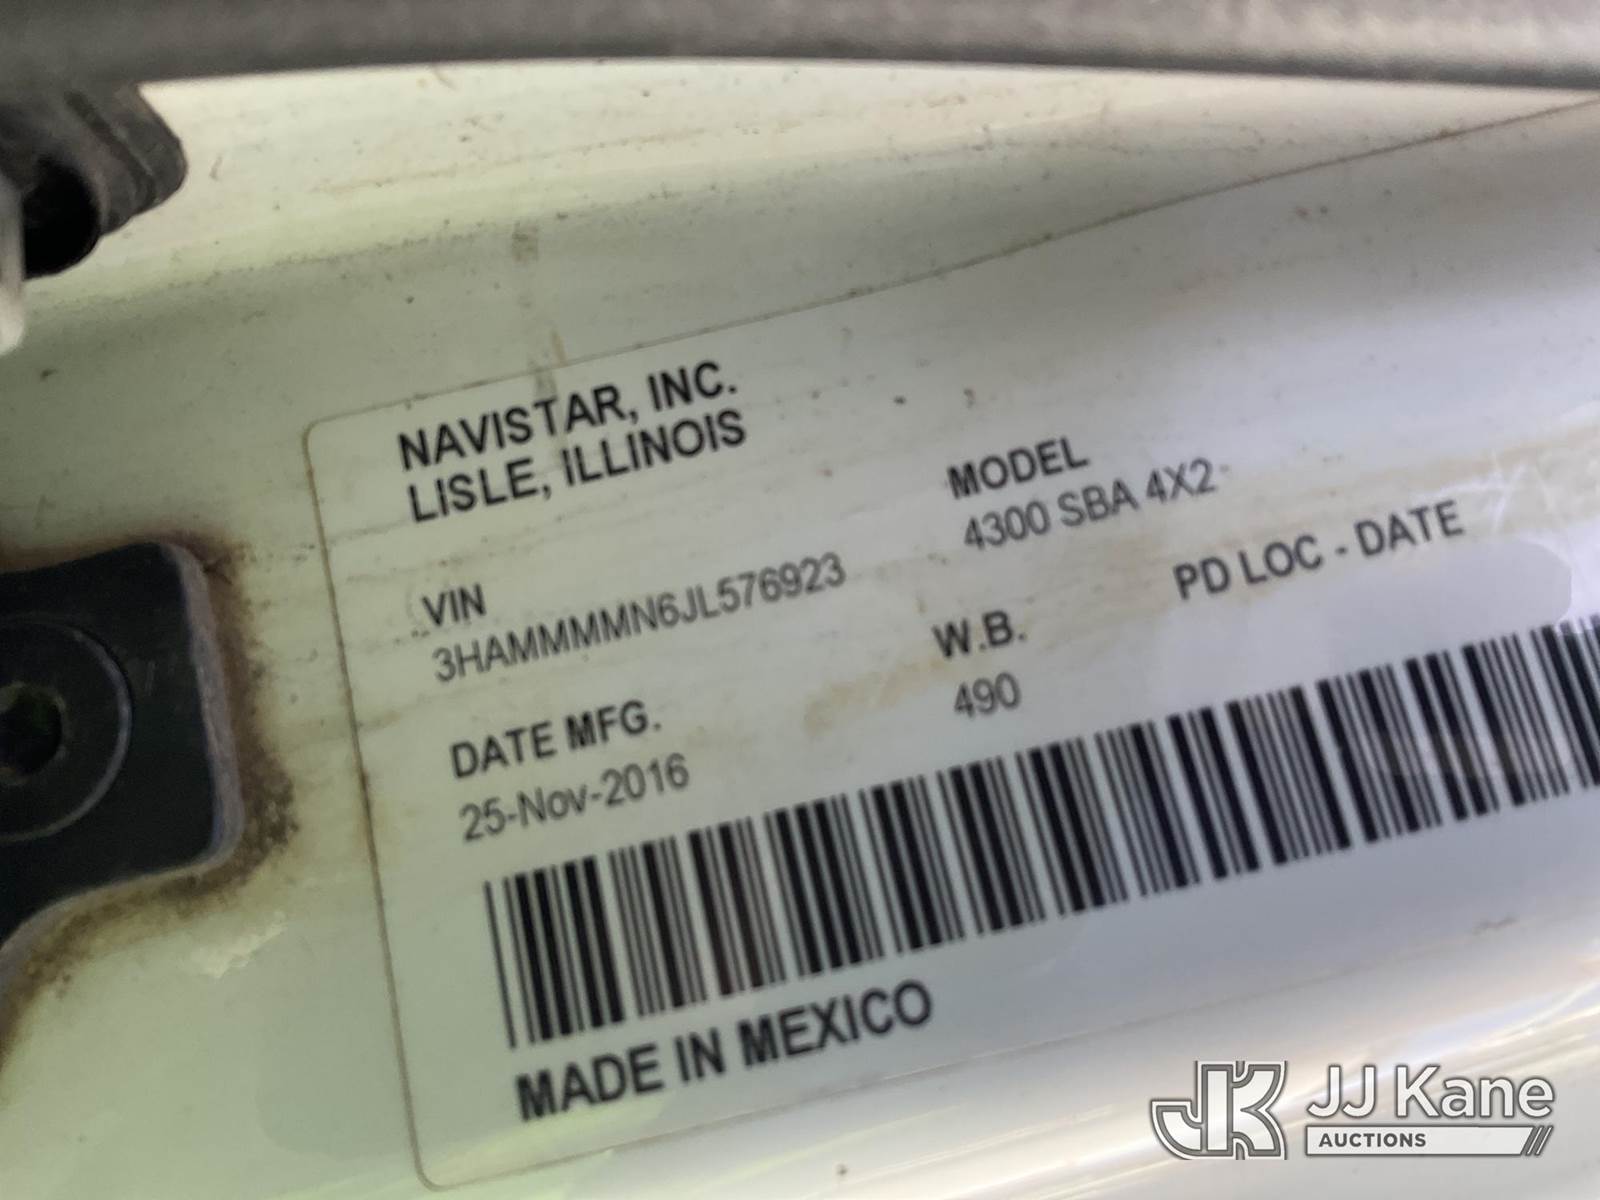 NAVISTAR, INC.
LISLE, ILLINOIS
VIN
3HAMMMMN6JL576923
MODEL
4300 SBA 4X2
DATE MFG.
25-Nov-2016
W.B.
490
PD LOC - DATE
MADE IN MEXICO
JK JJ Kane
AUCTIONS